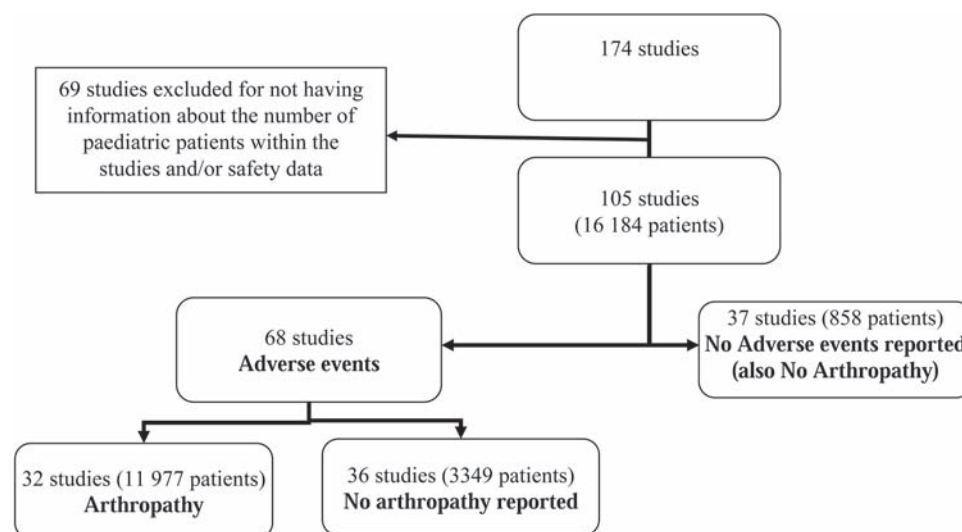 174 studies
69 studies excluded for not having
information about the number of
paediatric patients within the
studies and/or safety data
105 studies
(16 184 patients)
68 studies
Adverse events
37 studies (858 patients)
No Adverse events reported
(also No Arthropathy)
32 studies (11 977 patients)
Arthropathy
36 studies (3349 patients)
No arthropathy reported